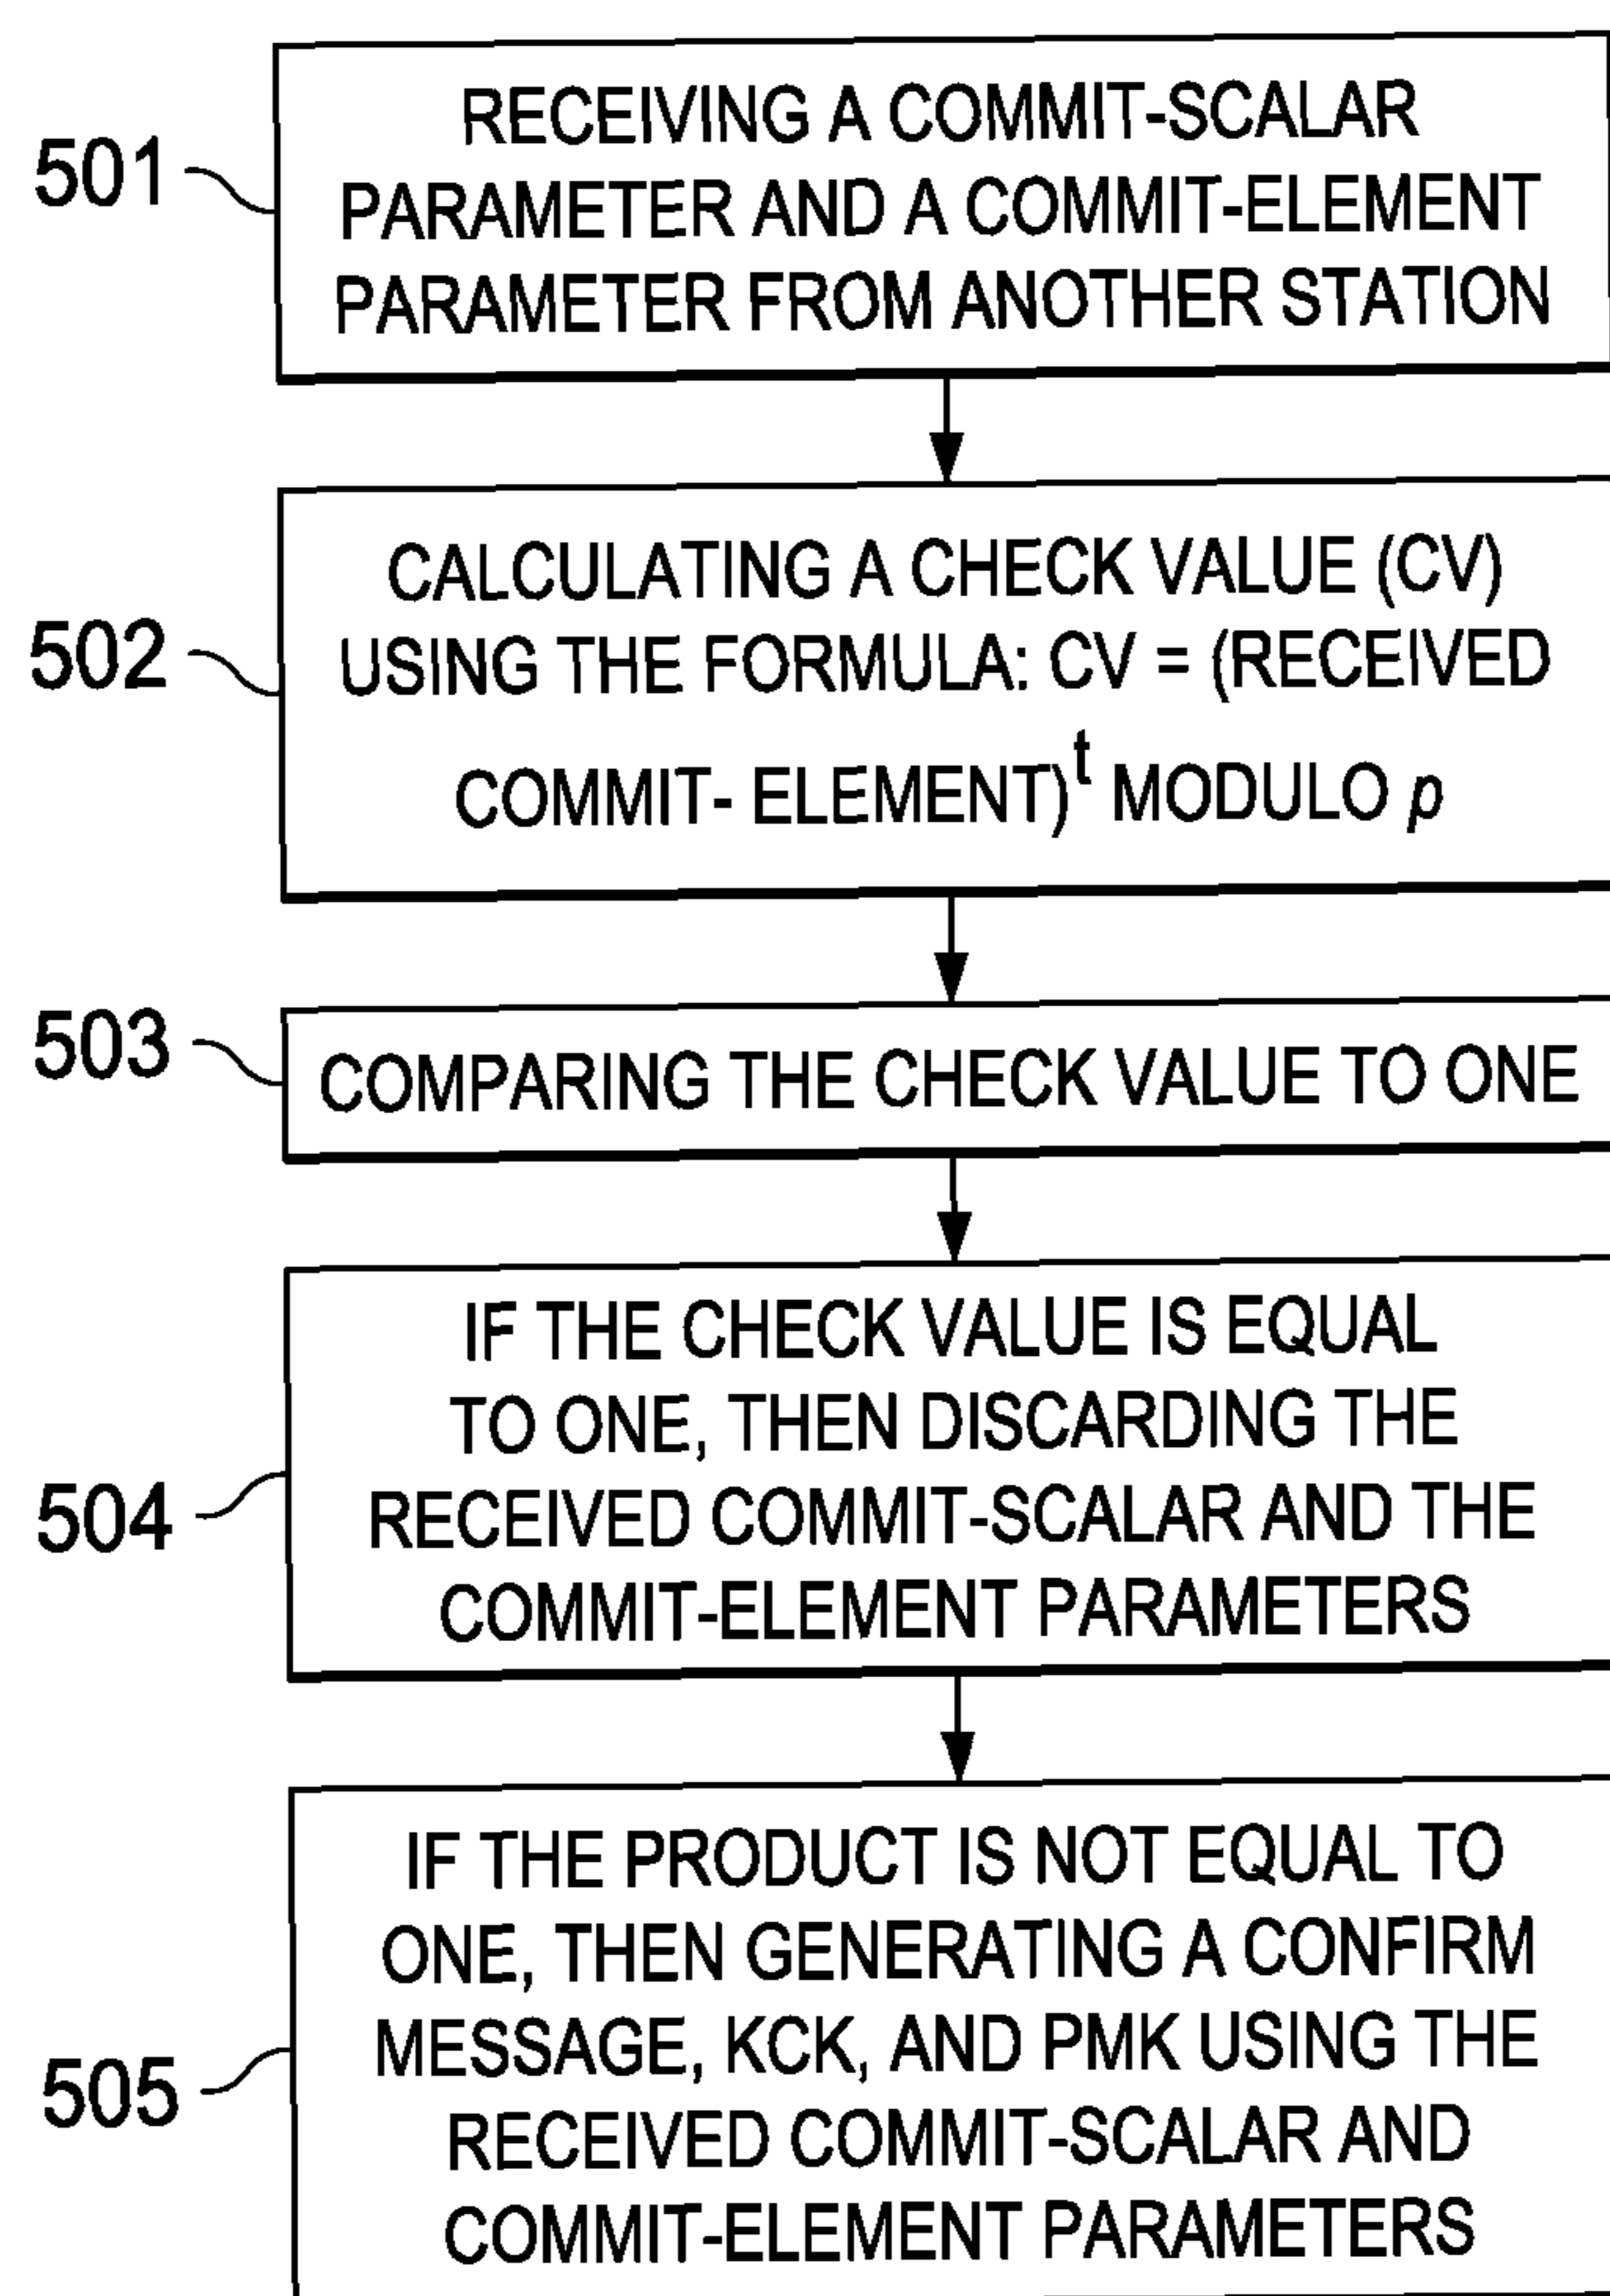 501
RECEIVING A COMMIT-SCALAR
PARAMETER AND A COMMIT-ELEMENT
PARAMETER FROM ANOTHER STATION
502
CALCULATING A CHECK VALUE (CV)
USING THE FORMULA: CV = (RECEIVED
COMMIT- ELEMENT)^t MODULO p
503
COMPARING THE CHECK VALUE TO ONE
504
IF THE CHECK VALUE IS EQUAL
TO ONE, THEN DISCARDING THE
RECEIVED COMMIT-SCALAR AND THE
COMMIT-ELEMENT PARAMETERS
505
IF THE PRODUCT IS NOT EQUAL TO
ONE, THEN GENERATING A CONFIRM
MESSAGE, KCK, AND PMK USING THE
RECEIVED COMMIT-SCALAR AND
COMMIT-ELEMENT PARAMETERS